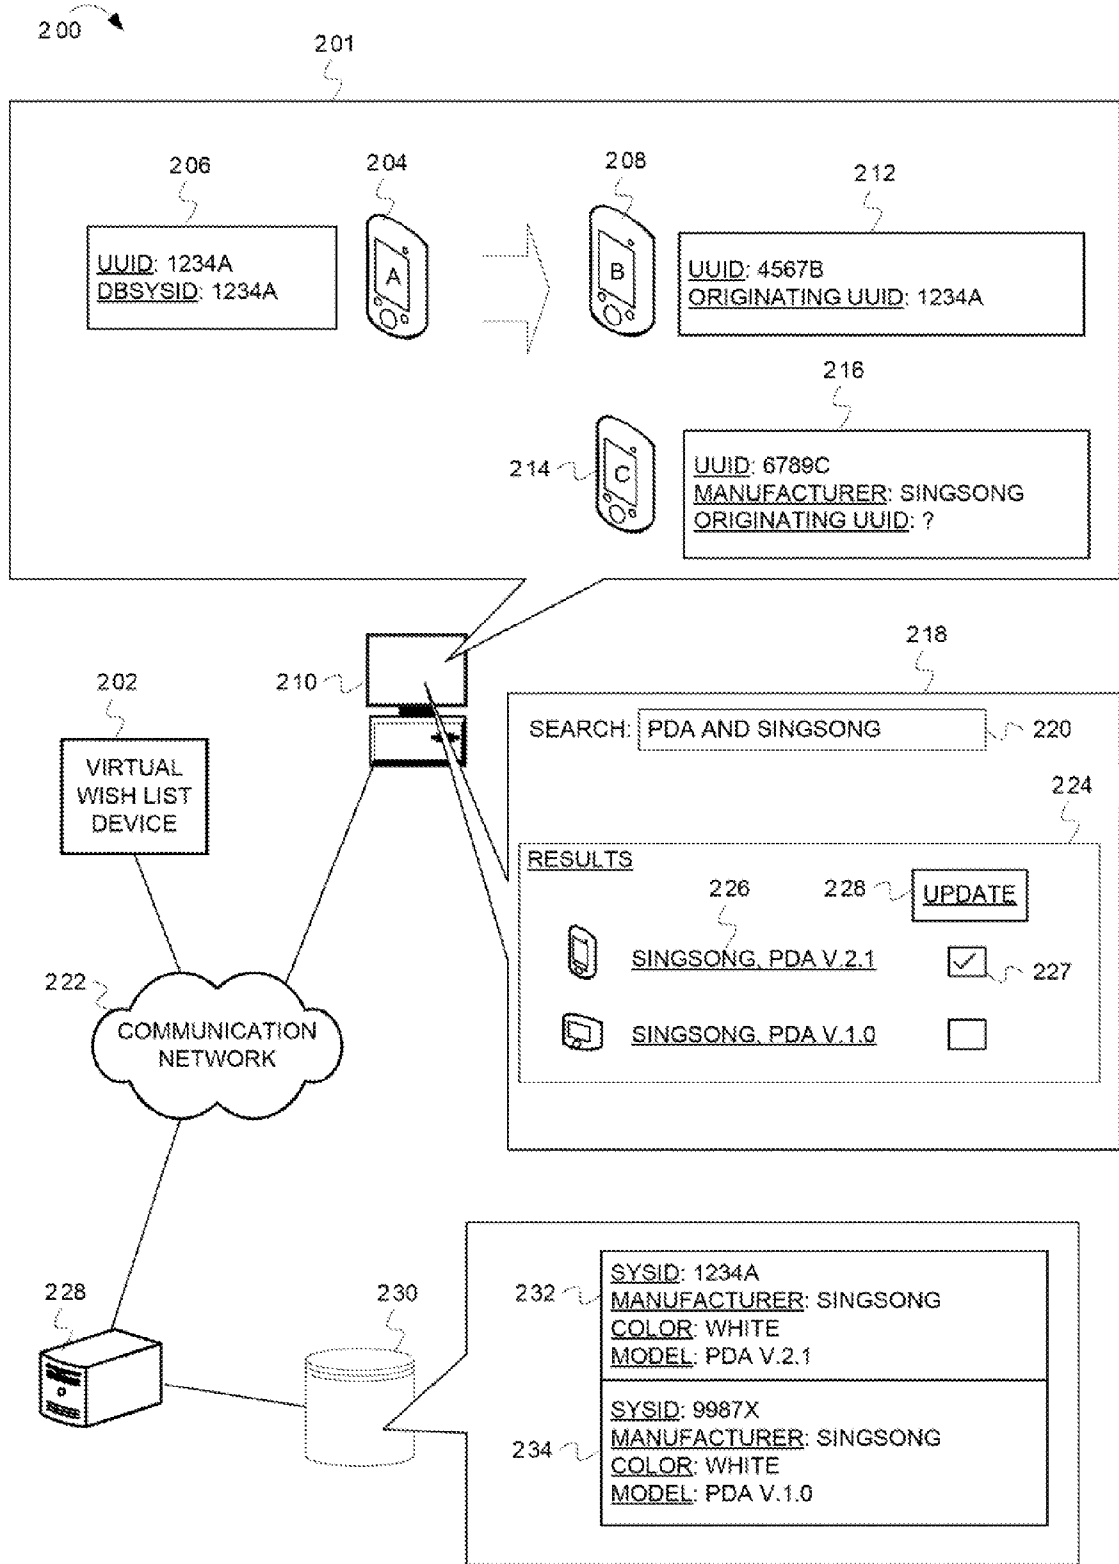 200
201
206
204
208
212
UUID: 1234A
DBSYSID: 1234A
A
B
UUID: 4567B
ORIGINATING UUID: 1234A
216
214
C
UUID: 6789C
MANUFACTURER: SINGSONG
ORIGINATING UUID: ?
218
202
210
SEARCH: PDA AND SINGSONG
220
VIRTUAL
WISH LIST
DEVICE
224
RESULTS
226
228
UPDATE
SINGSONG, PDA V.2.1
227
222
COMMUNICATION
NETWORK
SINGSONG, PDA V.1.0
228
230
232
SYSID: 1234A
MANUFACTURER: SINGSONG
COLOR: WHITE
MODEL: PDA V.2.1
234
SYSID: 9987X
MANUFACTURER: SINGSONG
COLOR: WHITE
MODEL: PDA V.1.0